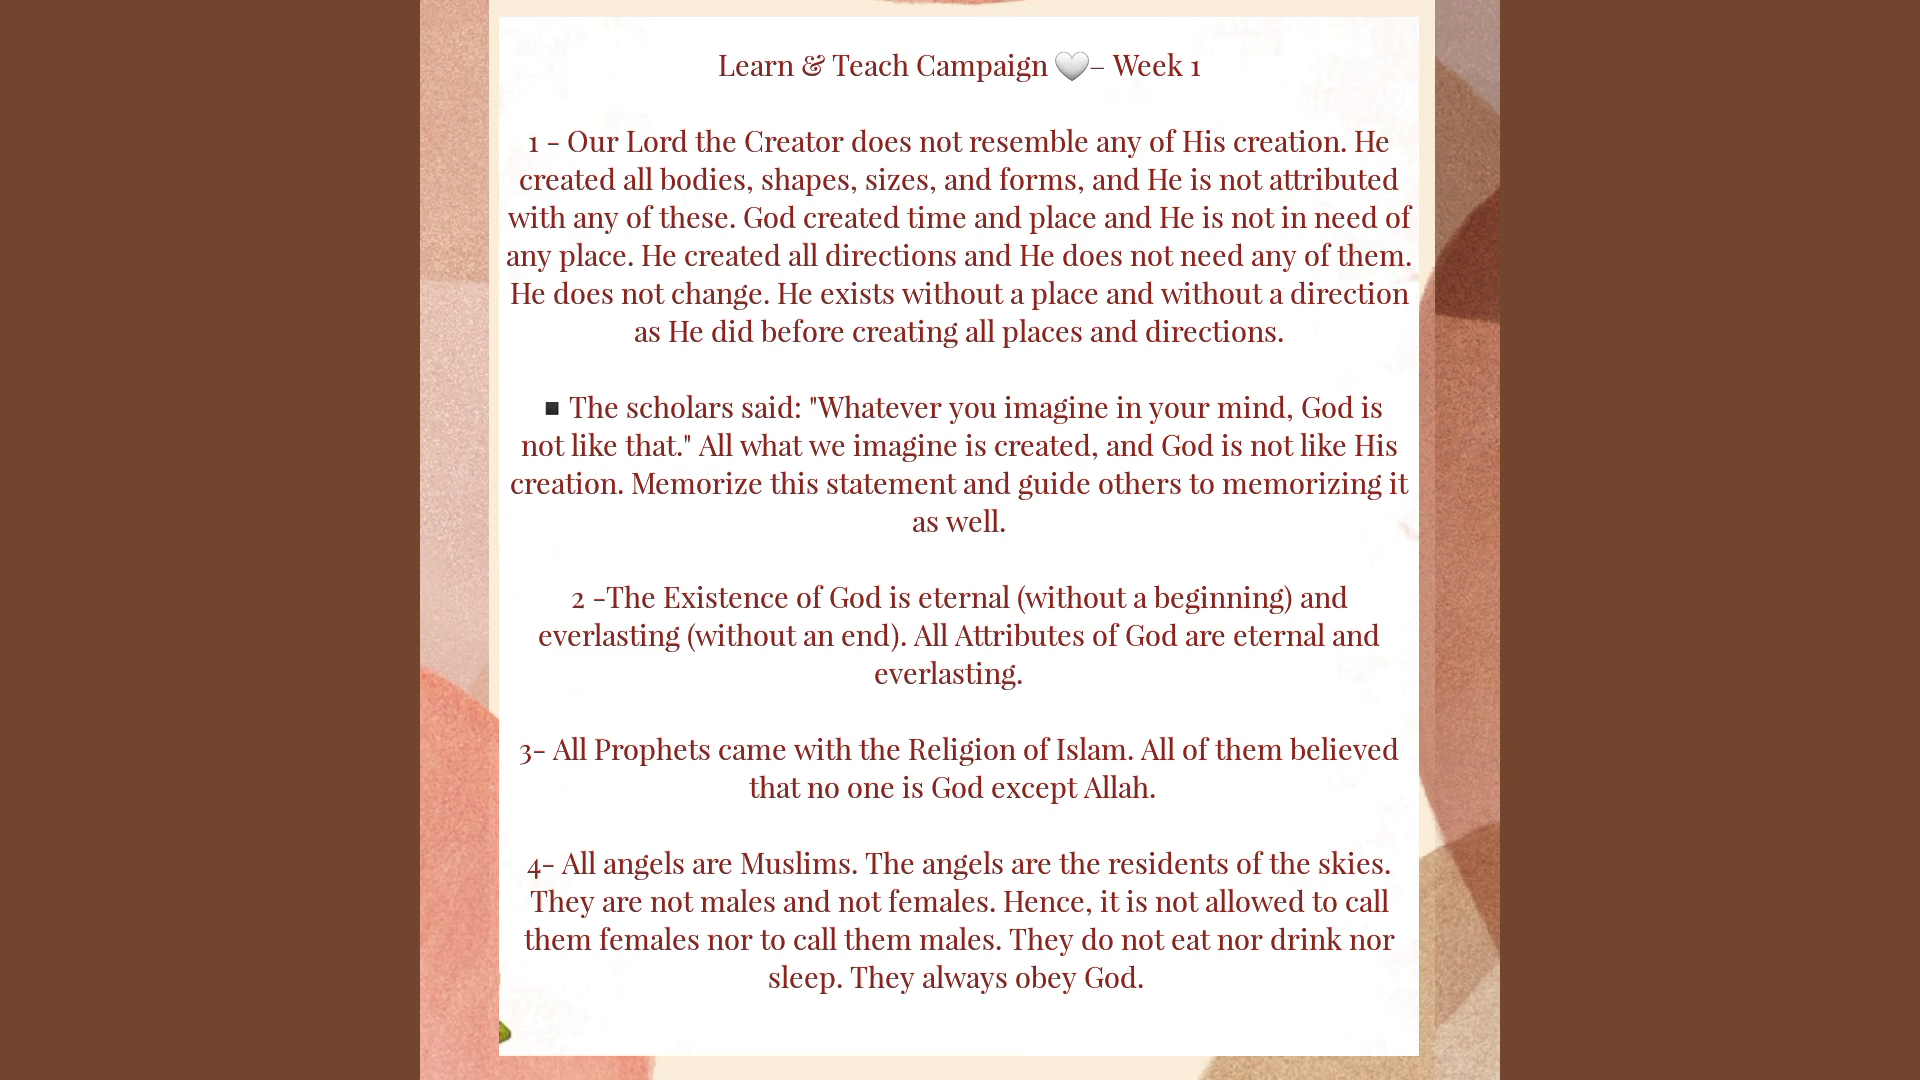 Learn & Teach Campaign 🤍– Week 1
1 - Our Lord the Creator does not resemble any of His creation. He
created all bodies, shapes, sizes, and forms, and He is not attributed
with any of these. God created time and place and He is not in need of
any place. He created all directions and He does not need any of them.
He does not change. He exists without a place and without a direction
as He did before creating all places and directions.
▪️The scholars said: "Whatever you imagine in your mind, God is
not like that." All what we imagine is created, and God is not like His
creation. Memorize this statement and guide others to memorizing it
as well.
2 -The Existence of God is eternal (without a beginning) and
everlasting (without an end). All Attributes of God are eternal and
everlasting.
3- All Prophets came with the Religion of Islam. All of them believed
that no one is God except Allah.
4- All angels are Muslims. The angels are the residents of the skies.
They are not males and not females. Hence, it is not allowed to call
them females nor to call them males. They do not eat nor drink nor
sleep. They always obey God.